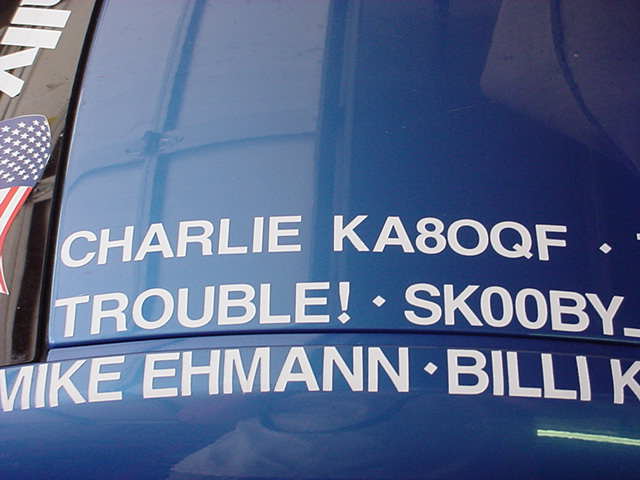 CHARLIE KA8OQF ·
TROUBLE! · SK00BY_
MIKE EHMANN · BILLI K